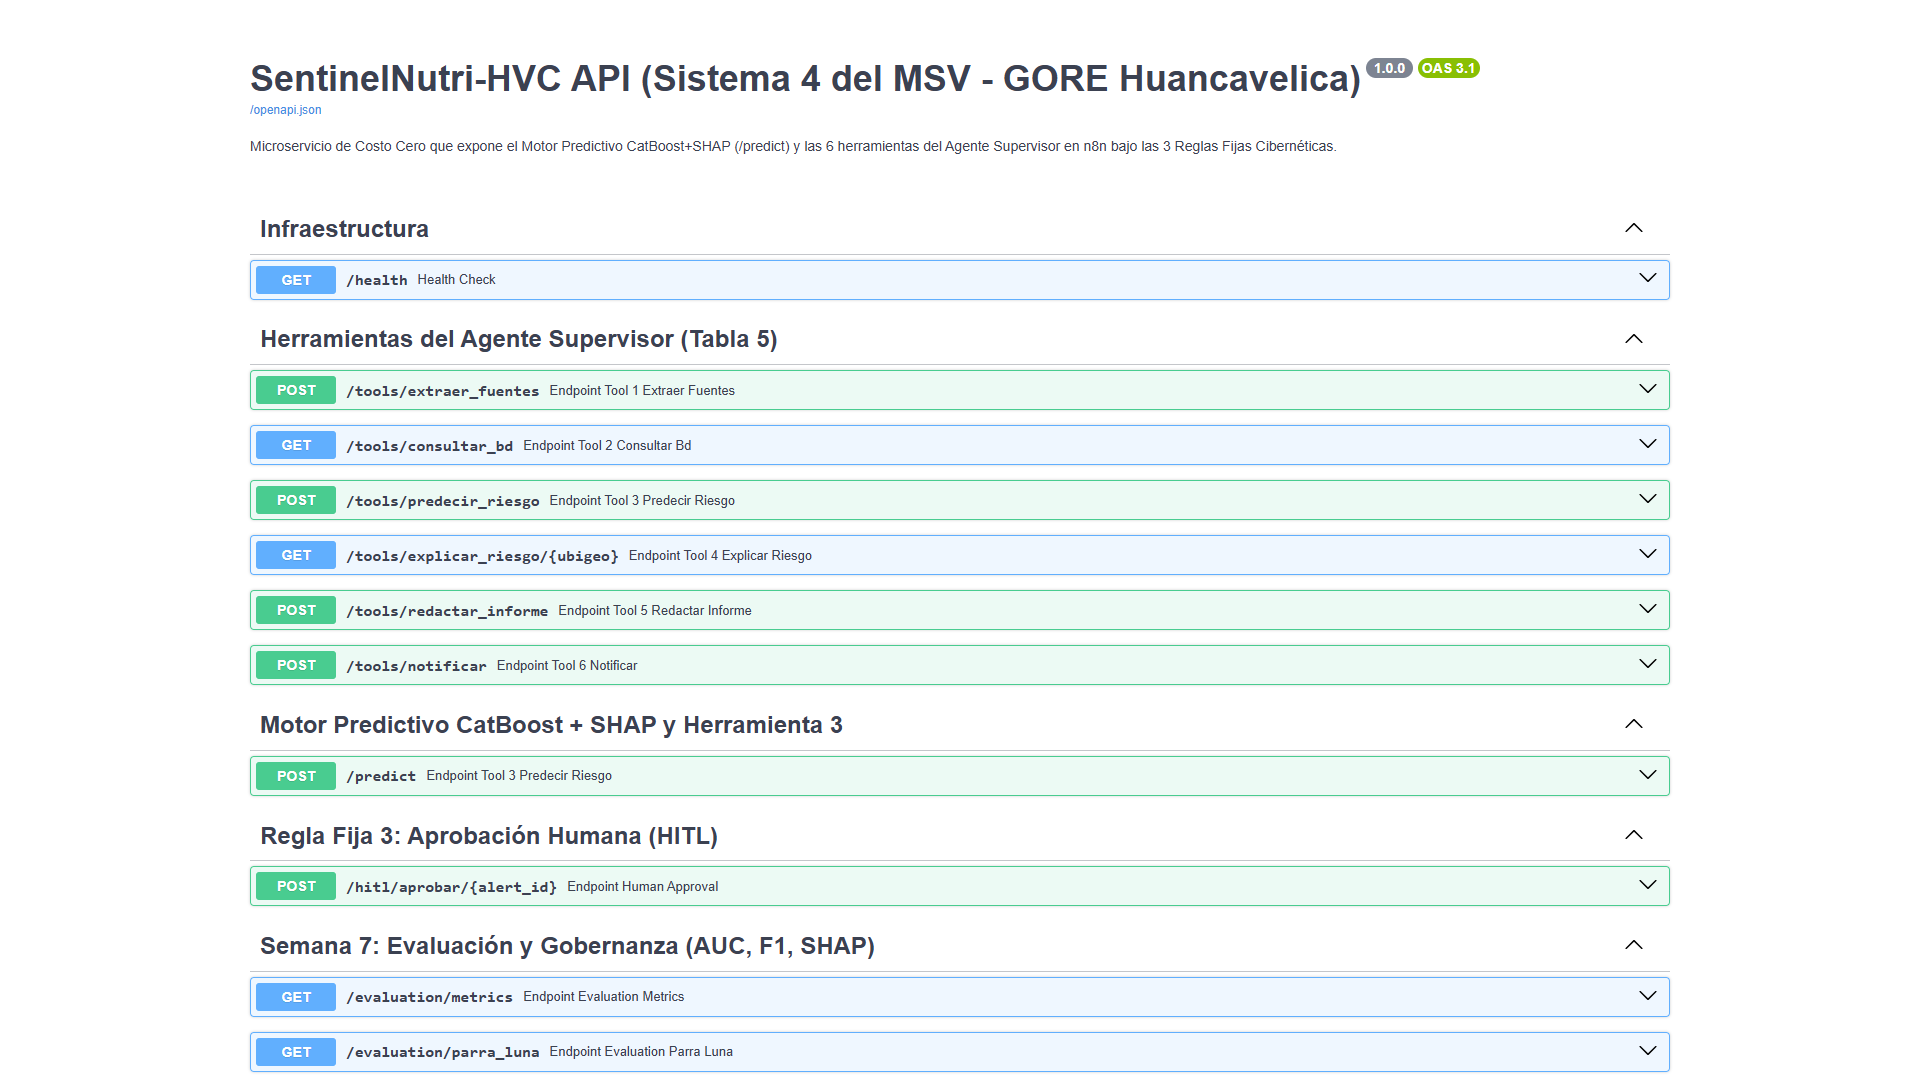 SentinelNutri-HVC API (Sistema 4 del MSV - GORE Huancavelica) 1.0.0 OAS 3.1
/openapi.json
Microservicio de Costo Cero que expone el Motor Predictivo CatBoost+SHAP (/predict) y las 6 herramientas del Agente Supervisor en n8n bajo las 3 Reglas Fijas Cibernéticas.
Infraestructura
GET /health Health Check
Herramientas del Agente Supervisor (Tabla 5)
POST /tools/extraer_fuentes Endpoint Tool 1 Extraer Fuentes
GET /tools/consultar_bd Endpoint Tool 2 Consultar Bd
POST /tools/predecir_riesgo Endpoint Tool 3 Predecir Riesgo
GET /tools/explicar_riesgo/{ubigeo} Endpoint Tool 4 Explicar Riesgo
POST /tools/redactar_informe Endpoint Tool 5 Redactar Informe
POST /tools/notificar Endpoint Tool 6 Notificar
Motor Predictivo CatBoost + SHAP y Herramienta 3
POST /predict Endpoint Tool 3 Predecir Riesgo
Regla Fija 3: Aprobación Humana (HITL)
POST /hitl/aprobar/{alert_id} Endpoint Human Approval
Semana 7: Evaluación y Gobernanza (AUC, F1, SHAP)
GET /evaluation/metrics Endpoint Evaluation Metrics
GET /evaluation/parra_luna Endpoint Evaluation Parra Luna